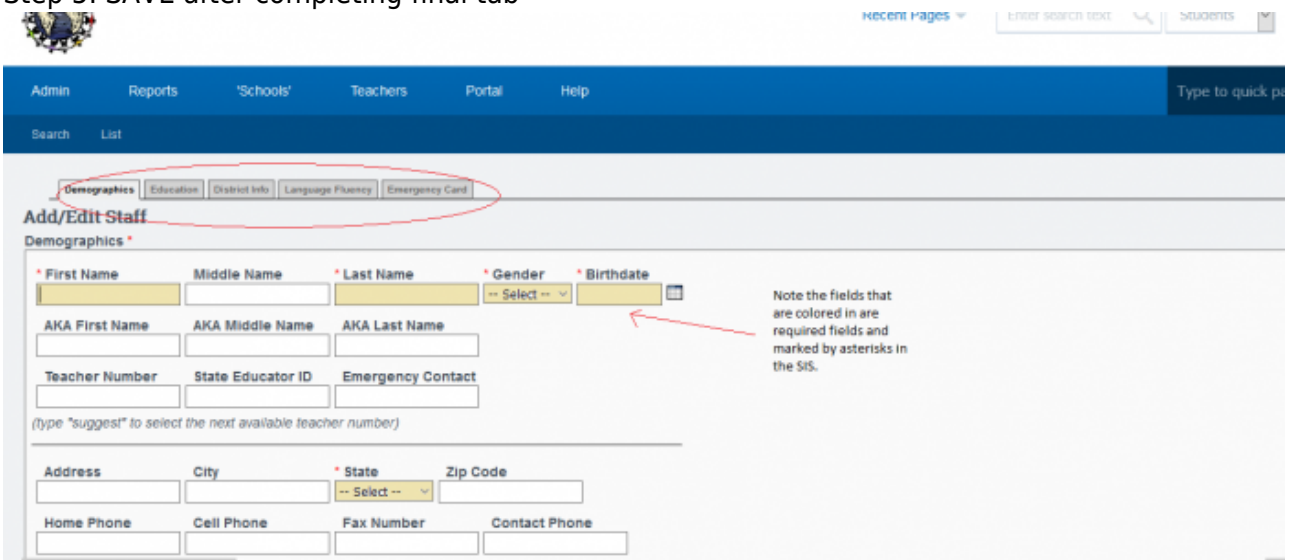 Step 5: SAVE after completing final tab
Recent Pages Enter search text Students
Admin Reports 'Schools' Teachers Portal Help Type to quick pa
Search List
Demographics Education District Info Language Fluency Emergency Card
Add/Edit Staff
Demographics *
* First Name Middle Name * Last Name * Gender * Birthdate
-- Select --
Note the fields that
are colored in are
required fields and
marked by asterisks in
the SIS.
AKA First Name AKA Middle Name AKA Last Name
Teacher Number State Educator ID Emergency Contact
(type "suggest" to select the next available teacher number)
Address City * State Zip Code
-- Select --
Home Phone Cell Phone Fax Number Contact Phone